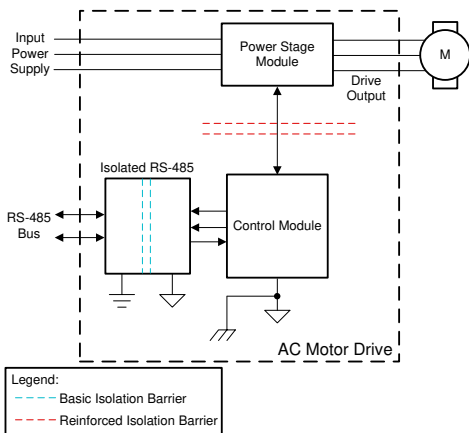 Input
Power
Supply
Power Stage
Module
M
Drive
Output
Isolated RS-485
RS-485
Bus
Control Module
AC Motor Drive
Legend:
Basic Isolation Barrier
Reinforced Isolation Barrier